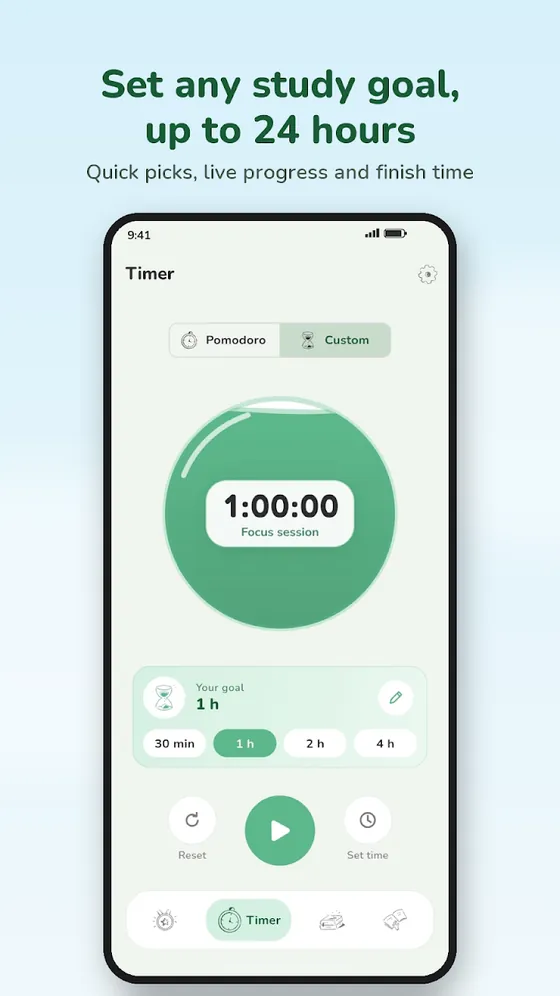 Set any study goal,
up to 24 hours
Quick picks, live progress and finish time
9:41
Timer
Pomodoro
Custom
1:00:00
Focus session
Your goal
1 h
30 min
1 h
2 h
4 h
Reset
Set time
Timer